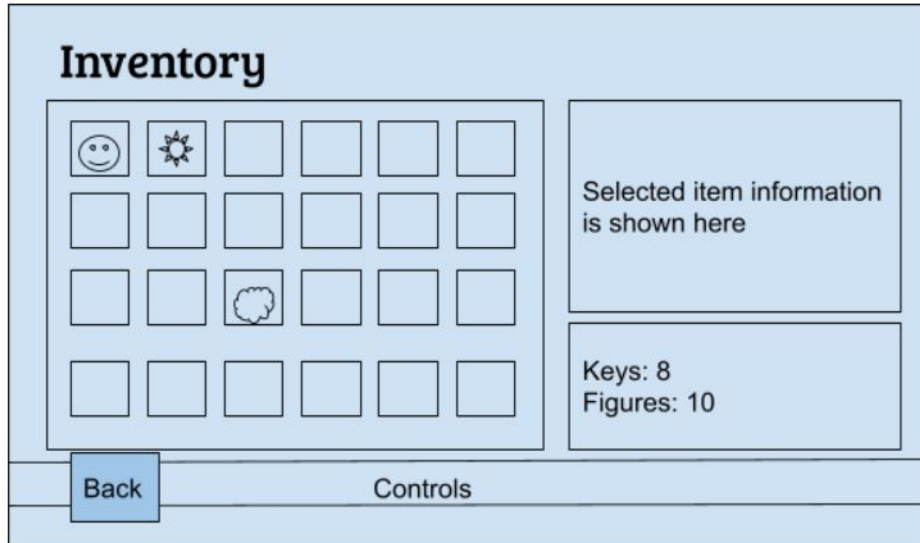 Inventory
Selected item information
is shown here
Keys: 8
Figures: 10
Back
Controls